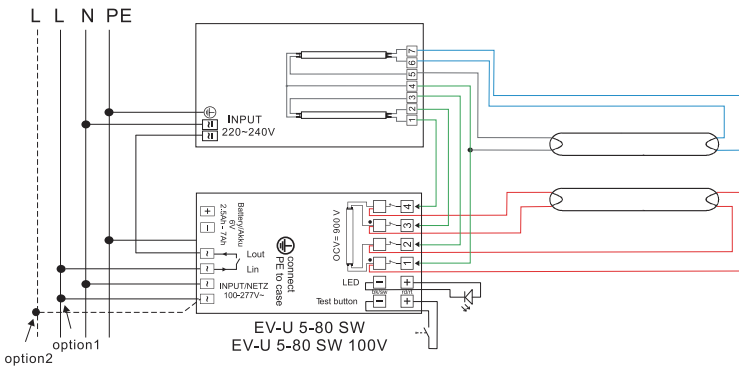 L L N PE
INPUT
220~240V
7
6
5
4
3
2
1
Battery/Akku
6V
2.5Ah - 7Ah
+
−
~
Lout
~
Lin
~
INPUT/NETZ
100-277V~
~
connect
PE to case
OCV= 900 V
4
3
2
1
LED
− +
Test button
− +
EV-U 5-80 SW
EV-U 5-80 SW 100V
option1
option2